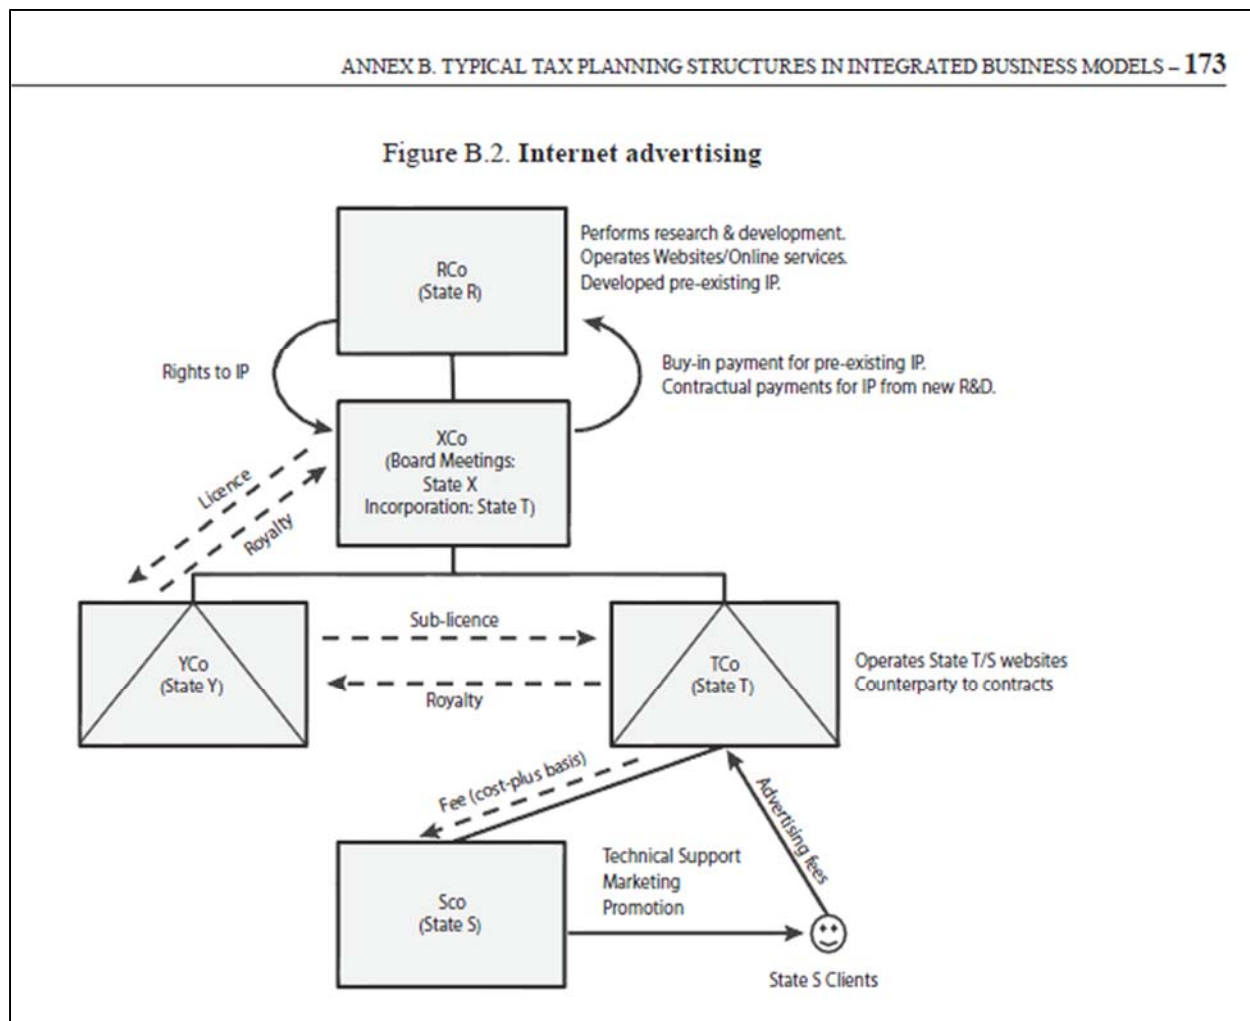 ANNEX B. TYPICAL TAX PLANNING STRUCTURES IN INTEGRATED BUSINESS MODELS – 173
Figure B.2. Internet advertising
RCo
(State R)
Performs research & development.
Operates Websites/Online services.
Developed pre-existing IP.
Rights to IP
Buy-in payment for pre-existing IP.
Contractual payments for IP from new R&D.
XCo
(Board Meetings:
State X
Incorporation: State T)
Licence
Royalty
YCo
(State Y)
Sub-licence
Royalty
TCo
(State T)
Operates State T/S websites
Counterparty to contracts
Fee (cost-plus basis)
Advertising fees
Sco
(State S)
Technical Support
Marketing
Promotion
State S Clients